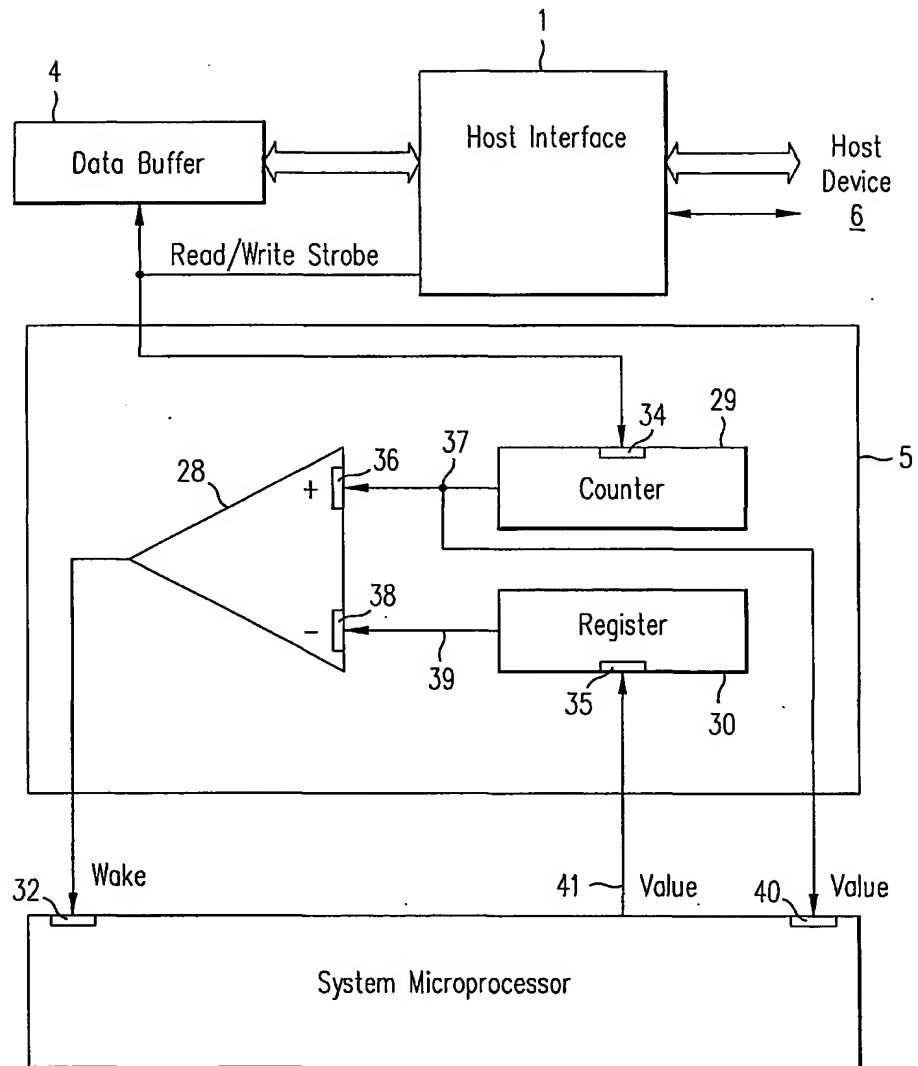 1
4
Data Buffer
Host Interface
Host
Device
6
Read/Write Strobe
34
29
28
+
36
37
Counter
5
-
38
39
Register
35
30
32
Wake
41
Value
40
Value
System Microprocessor